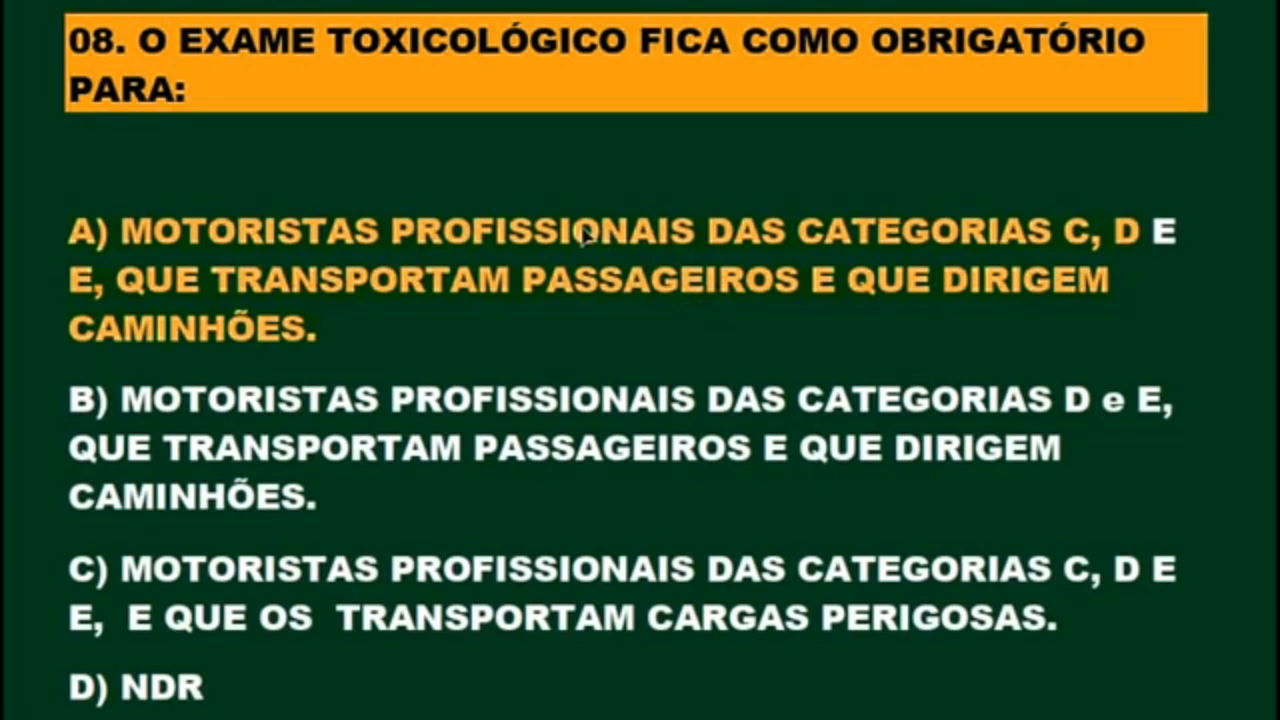 08. O EXAME TOXICOLÓGICO FICA COMO OBRIGATÓRIO
PARA:
A) MOTORISTAS PROFISSIONAIS DAS CATEGORIAS C, D E
E, QUE TRANSPORTAM PASSAGEIROS E QUE DIRIGEM
CAMINHÕES.
B) MOTORISTAS PROFISSIONAIS DAS CATEGORIAS D e E,
QUE TRANSPORTAM PASSAGEIROS E QUE DIRIGEM
CAMINHÕES.
C) MOTORISTAS PROFISSIONAIS DAS CATEGORIAS C, D E
E, E QUE OS TRANSPORTAM CARGAS PERIGOSAS.
D) NDR